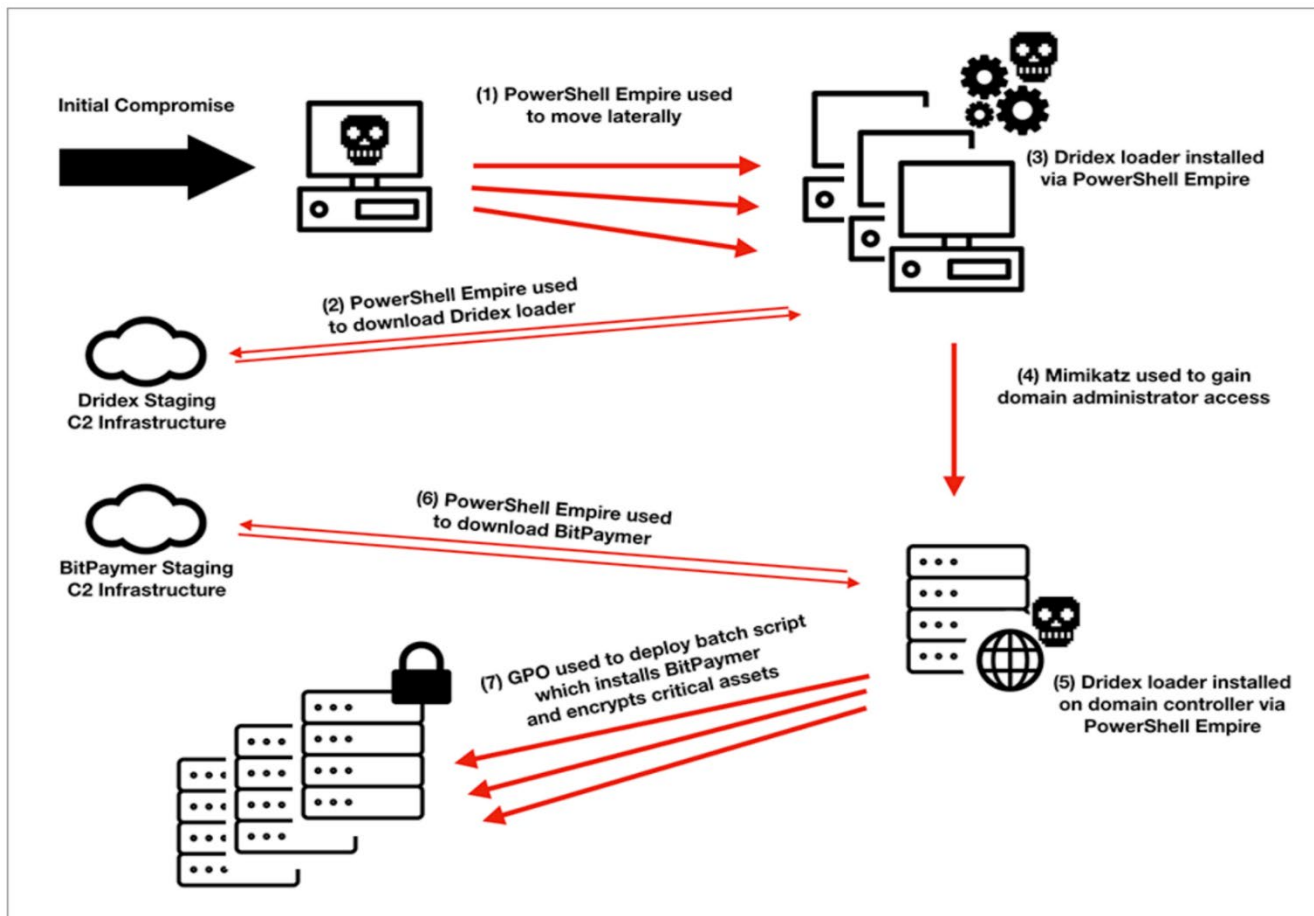 Initial Compromise
(1) PowerShell Empire used
to move laterally
(3) Dridex loader installed
via PowerShell Empire
(2) PowerShell Empire used
to download Dridex loader
Dridex Staging
C2 Infrastructure
(4) Mimikatz used to gain
domain administrator access
(6) PowerShell Empire used
to download BitPaymer
BitPaymer Staging
C2 Infrastructure
(7) GPO used to deploy batch script
which installs BitPaymer
and encrypts critical assets
(5) Dridex loader installed
on domain controller via
PowerShell Empire